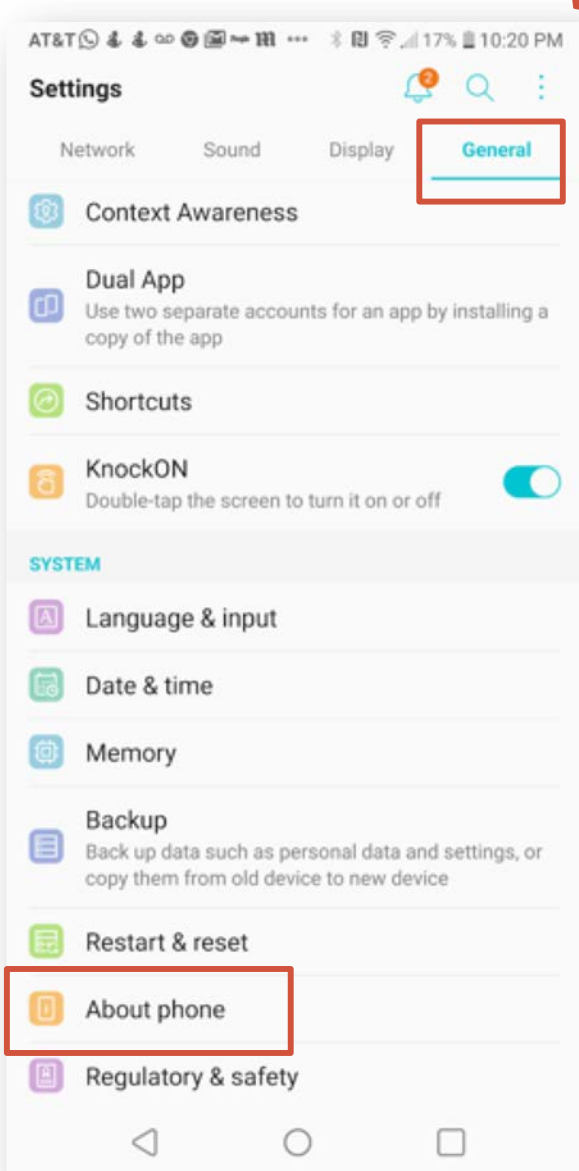 AT&T 17% 10:20 PM
Settings 2
Network Sound Display General
Context Awareness
Dual App
Use two separate accounts for an app by installing a
copy of the app
Shortcuts
KnockON
Double-tap the screen to turn it on or off
SYSTEM
Language & input
Date & time
Memory
Backup
Back up data such as personal data and settings, or
copy them from old device to new device
Restart & reset
About phone
Regulatory & safety